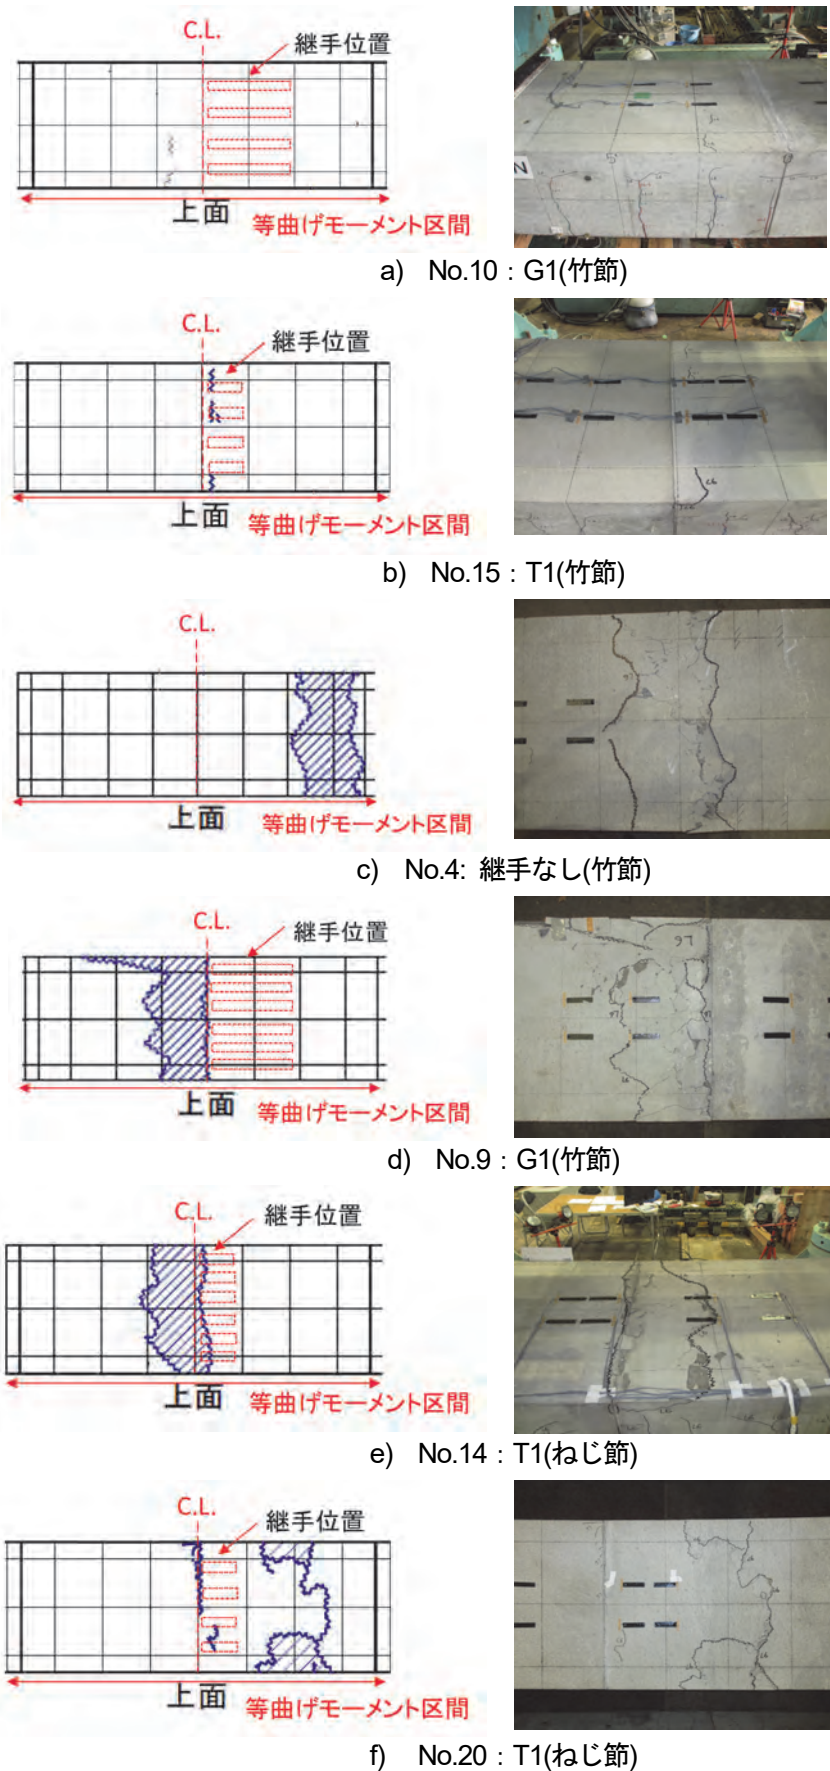 C.L.
継手位置
上面
等曲げモーメント区間
N
a) No.10：G1(竹節)
C.L.
継手位置
上面
等曲げモーメント区間
b) No.15：T1(竹節)
C.L.
上面
等曲げモーメント区間
c) No.4: 継手なし(竹節)
C.L.
継手位置
上面
等曲げモーメント区間
d) No.9：G1(竹節)
C.L.
継手位置
上面
等曲げモーメント区間
e) No.14：T1(ねじ節)
C.L.
継手位置
上面
等曲げモーメント区間
f) No.20：T1(ねじ節)